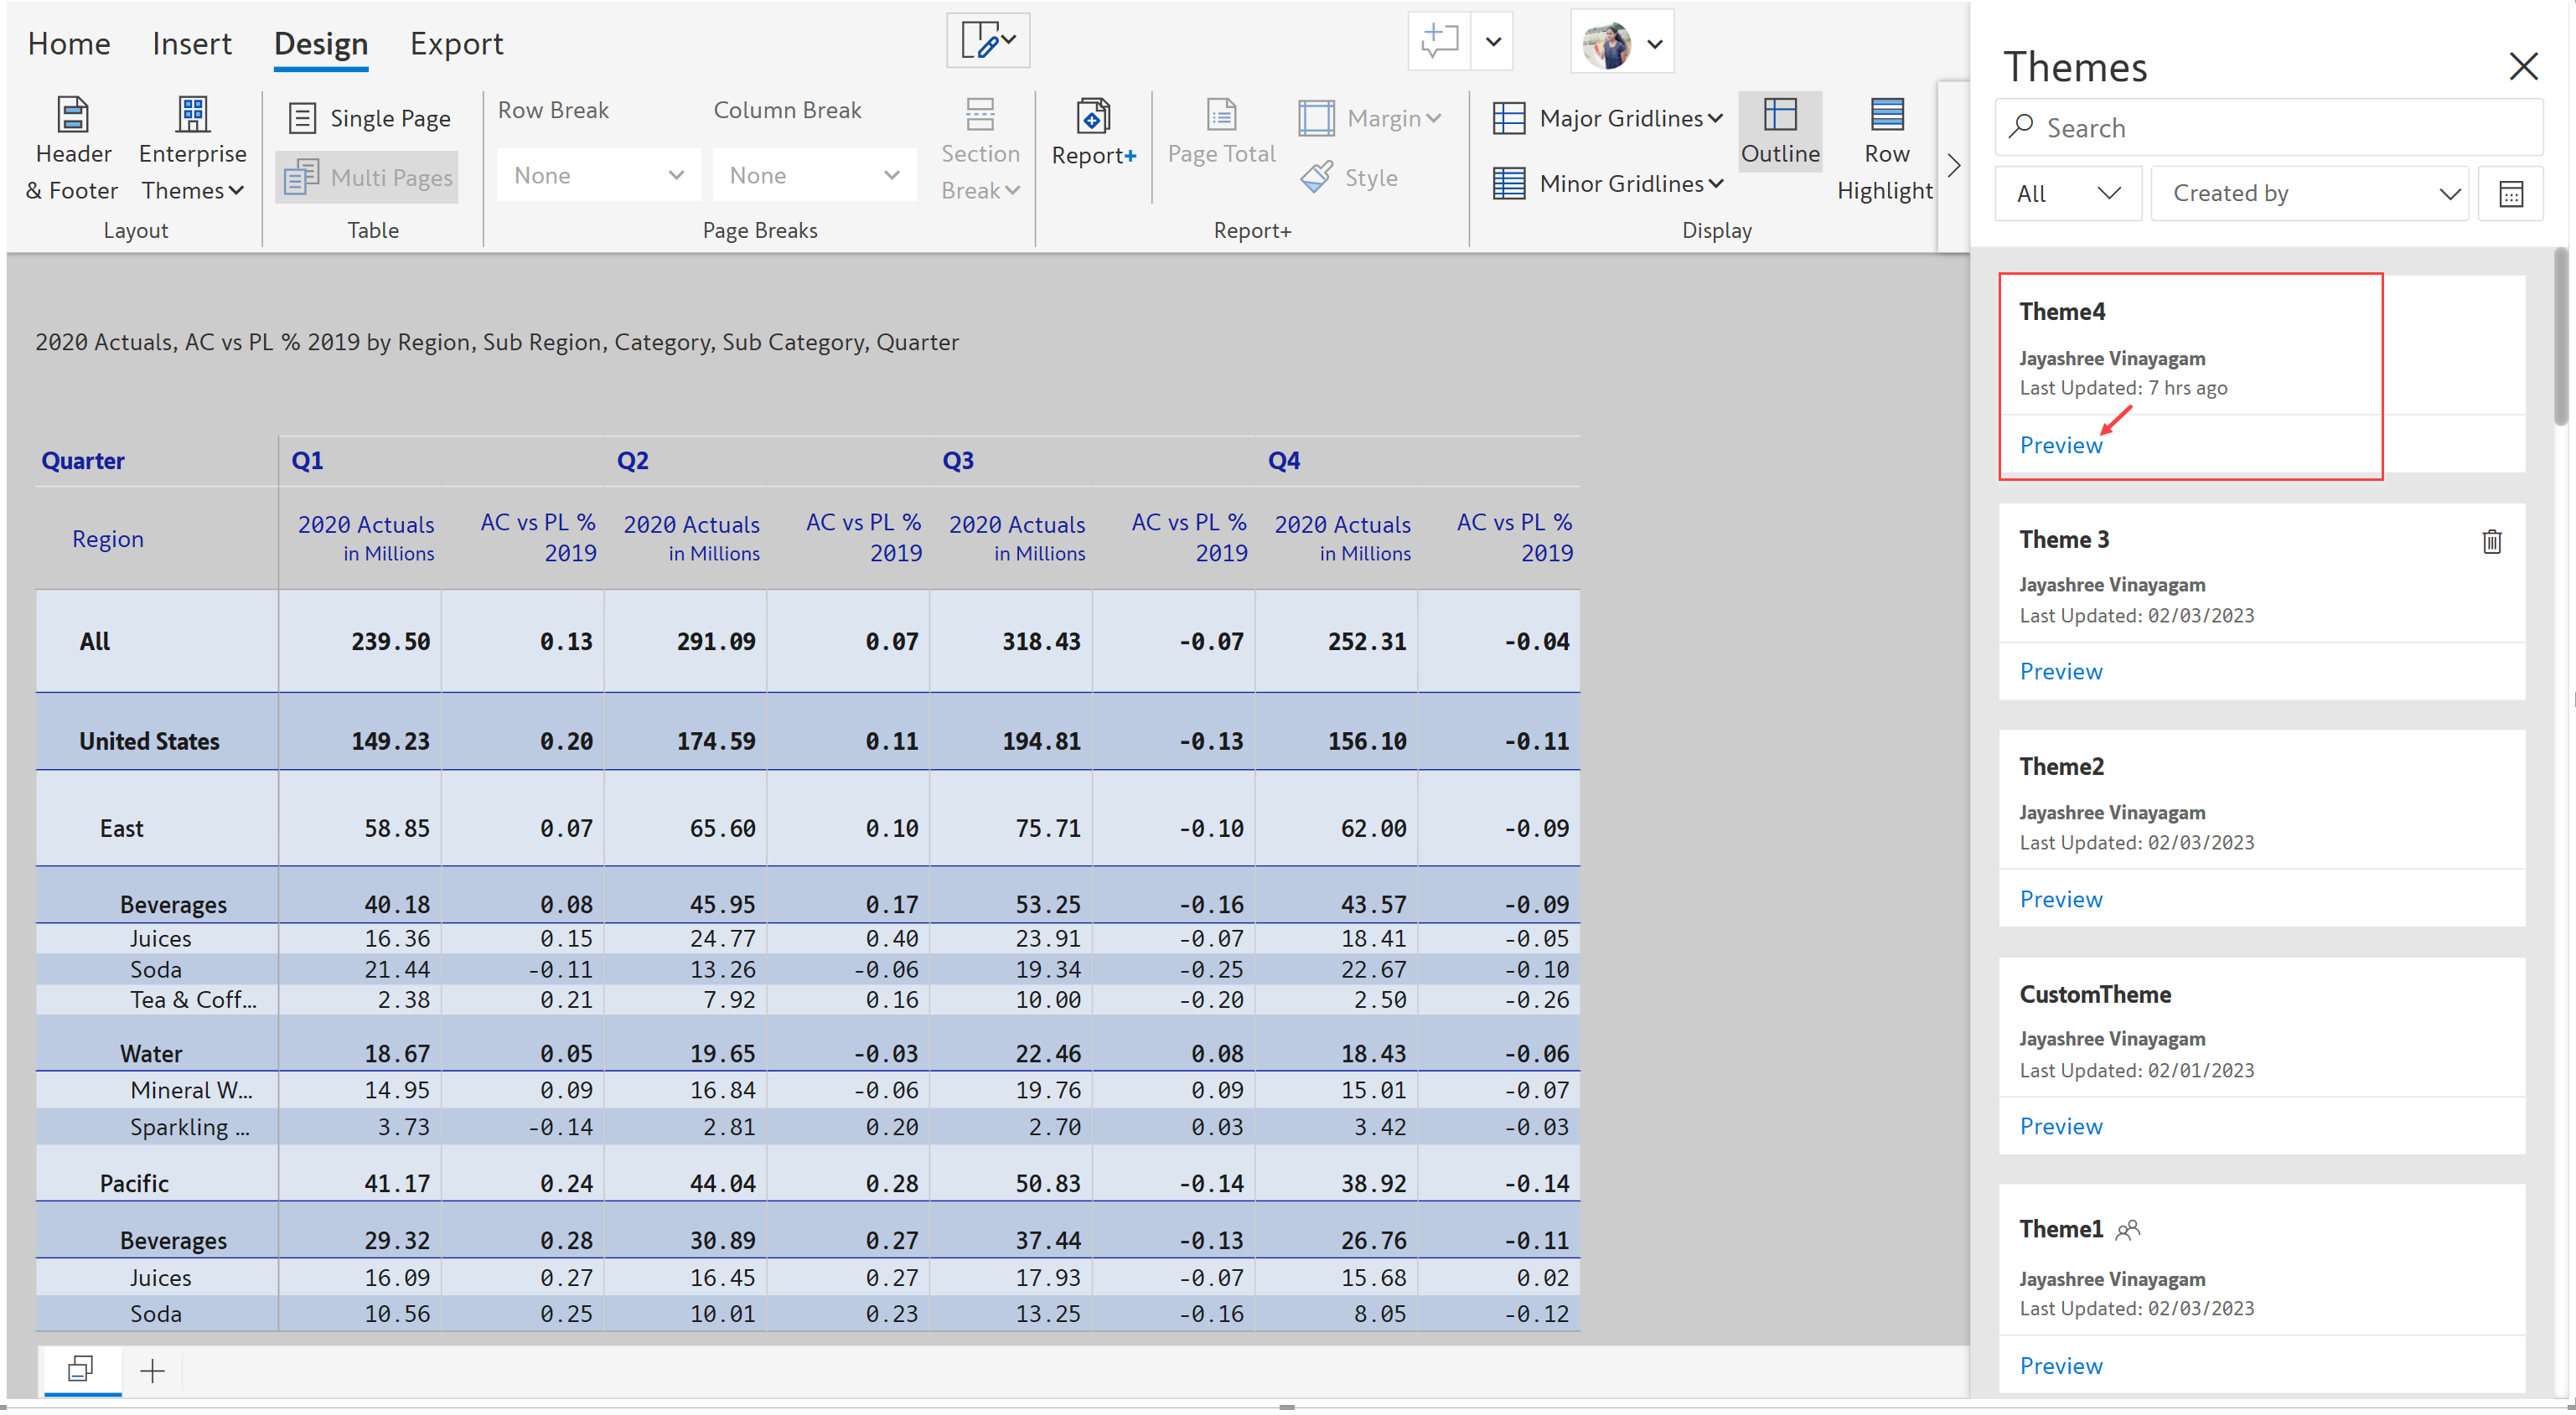 Home Insert Design Export
Header & Footer
Enterprise Themes
Layout
Single Page
Multi Pages
Table
Row Break
Column Break
None
None
Section Break
Page Breaks
Report+
Page Total
Margin
Style
Report+
Major Gridlines
Minor Gridlines
Outline
Row Highlight
Display
2020 Actuals, AC vs PL % 2019 by Region, Sub Region, Category, Sub Category, Quarter
Quarter Q1 Q2 Q3 Q4
Region 2020 Actuals in Millions AC vs PL % 2019 2020 Actuals in Millions AC vs PL % 2019 2020 Actuals in Millions AC vs PL % 2019 2020 Actuals in Millions AC vs PL % 2019
All 239.50 0.13 291.09 0.07 318.43 -0.07 252.31 -0.04
United States 149.23 0.20 174.59 0.11 194.81 -0.13 156.10 -0.11
East 58.85 0.07 65.60 0.10 75.71 -0.10 62.00 -0.09
Beverages 40.18 0.08 45.95 0.17 53.25 -0.16 43.57 -0.09
Juices 16.36 0.15 24.77 0.40 23.91 -0.07 18.41 -0.05
Soda 21.44 -0.11 13.26 -0.06 19.34 -0.25 22.67 -0.10
Tea & Coff... 2.38 0.21 7.92 0.16 10.00 -0.20 2.50 -0.26
Water 18.67 0.05 19.65 -0.03 22.46 0.08 18.43 -0.06
Mineral W... 14.95 0.09 16.84 -0.06 19.76 0.09 15.01 -0.07
Sparkling ... 3.73 -0.14 2.81 0.20 2.70 0.03 3.42 -0.03
Pacific 41.17 0.24 44.04 0.28 50.83 -0.14 38.92 -0.14
Beverages 29.32 0.28 30.89 0.27 37.44 -0.13 26.76 -0.11
Juices 16.09 0.27 16.45 0.27 17.93 -0.07 15.68 0.02
Soda 10.56 0.25 10.01 0.23 13.25 -0.16 8.05 -0.12
Themes
Search
All
Created by
Theme4
Jayashree Vinayagam
Last Updated: 7 hrs ago
Preview
Theme 3
Jayashree Vinayagam
Last Updated: 02/03/2023
Preview
Theme2
Jayashree Vinayagam
Last Updated: 02/03/2023
Preview
CustomTheme
Jayashree Vinayagam
Last Updated: 02/01/2023
Preview
Theme1
Jayashree Vinayagam
Last Updated: 02/03/2023
Preview